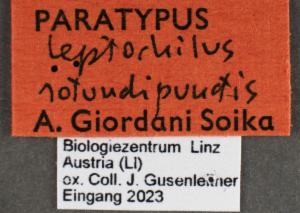 PARATYPUS
leptochilus
rotundipunctis
A. Giordani Soika
Biologiezentrum Linz
Austria (Li)
ex. Coll. J. Gusenleitner
Eingang 2023